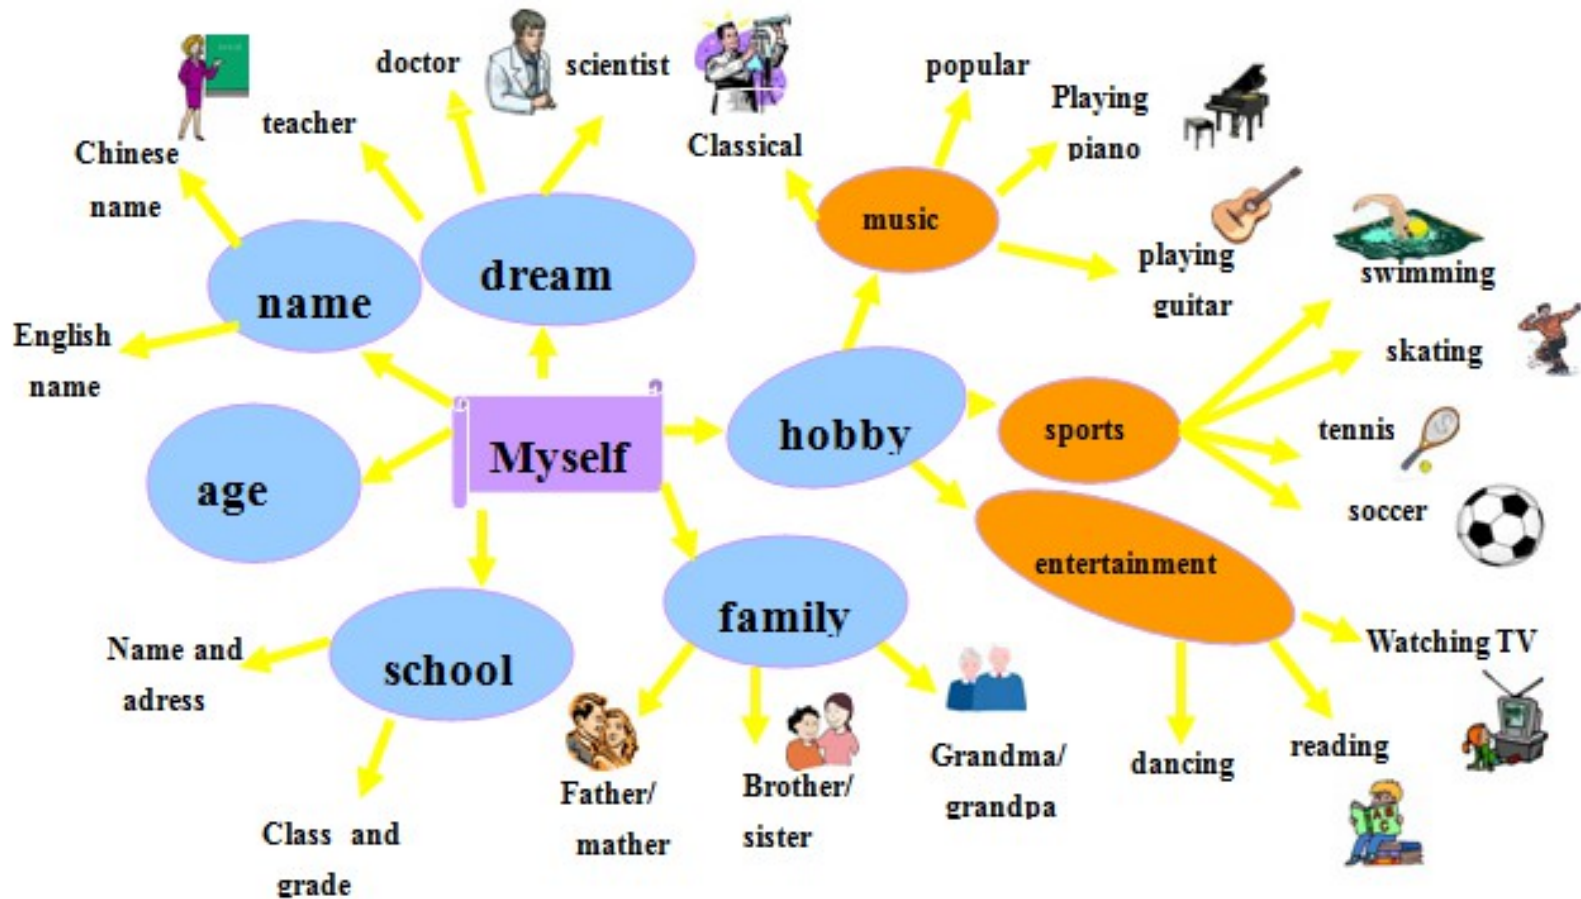 doctor
scientist
popular
Playing
piano
teacher
Classical
Chinese
name
music
playing
guitar
swimming
dream
name
English
name
skating
hobby
sports
tennis
Myself
age
soccer
entertainment
family
school
Name and
adress
Watching TV
reading
dancing
Grandma/
grandpa
Father/
mather
Brother/
sister
Class and
grade